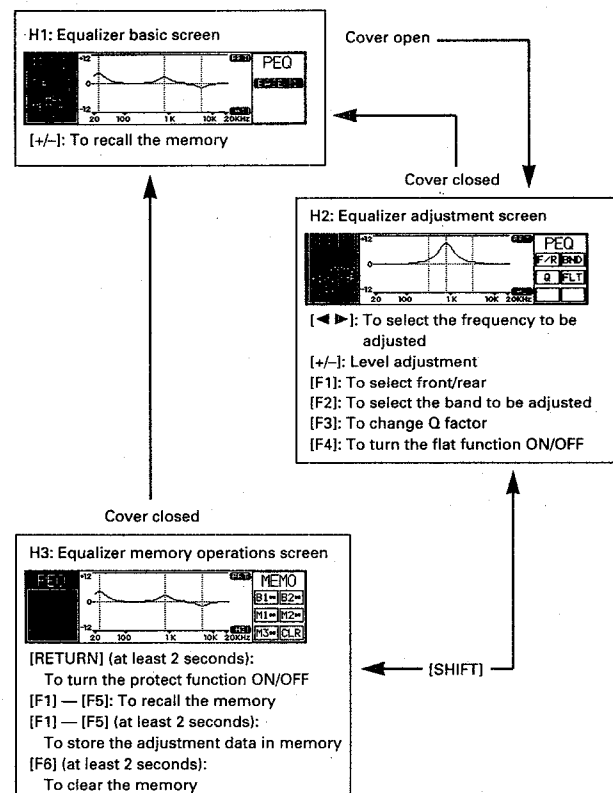 H1: Equalizer basic screen
+12
0
-12
20 100 1K 10K 20KHz
PEQ
[+/–]: To recall the memory
Cover open
Cover closed
H2: Equalizer adjustment screen
+12
0
-12
20 100 1K 10K 20KHz
PEQ
F/R BND
Q FLT
[◄ ►]: To select the frequency to be
adjusted
[+/–]: Level adjustment
[F1]: To select front/rear
[F2]: To select the band to be adjusted
[F3]: To change Q factor
[F4]: To turn the flat function ON/OFF
Cover closed
H3: Equalizer memory operations screen
PEQ
+12
0
-12
20 100 1K 10K 20KHz
MEMO
B1 B2
M1 M2
M3 CLR
[RETURN] (at least 2 seconds):
To turn the protect function ON/OFF
[F1] — [F5]: To recall the memory
[F1] — [F5] (at least 2 seconds):
To store the adjustment data in memory
[F6] (at least 2 seconds):
To clear the memory
[SHIFT]